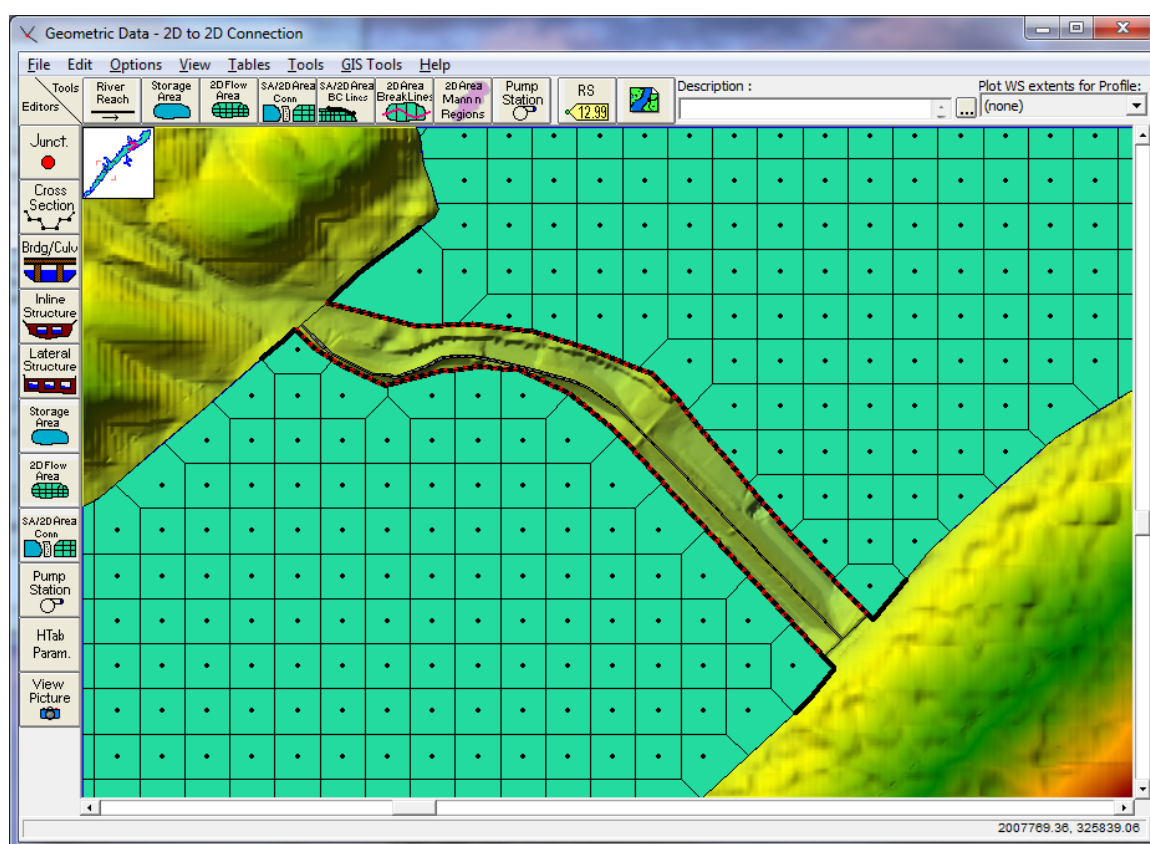 Geometric Data - 2D to 2D Connection
File Edit Options View Tables Tools GIS Tools Help
Tools
Editors
River
Reach
Storage
Area
2D Flow
Area
SA/2D Area
Conn
SA/2D Area
BC Lines
2D Area
BreakLines
2D Area
Mann n
Regions
Pump
Station
RS
12.99
Description :
...
Plot WS extents for Profile:
(none)
Junct.
Cross
Section
Brdg/Culv
Inline
Structure
Lateral
Structure
Storage
Area
2D Flow
Area
SA/2D Area
Conn
Pump
Station
HTab
Param.
View
Picture
2007769.36, 325839.06